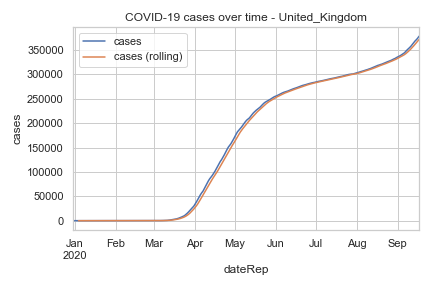 COVID-19 cases over time - United_Kingdom
cases
cases (rolling)
350000
300000
250000
200000
150000
100000
50000
0
cases
Jan Feb Mar Apr May Jun Jul Aug Sep
2020
dateRep